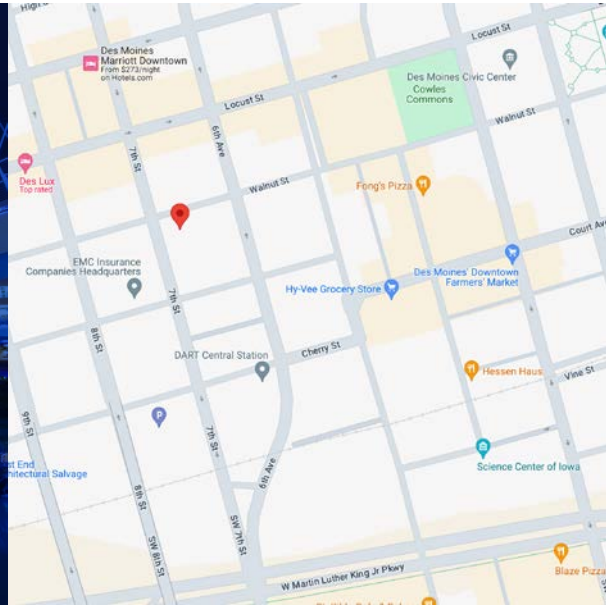 High
Locust St
Des Moines
Marriott Downtown
From $273/night
on Hotels.com
Des Moines Civic Center
Cowles
Commons
Locust St
6th Ave
Walnut St
7th St
Des Lux
Top rated
Walnut St
Fong's Pizza
Court Av
EMC Insurance
Companies Headquarters
Des Moines' Downtown
Farmers' Market
Hy-Vee Grocery Store
7th St
8th St
Cherry St
DART Central Station
Hessen Haus
Vine St
P
9th St
7th St
st End
hitectural Salvage
6th Ave
Science Center of Iowa
8th St
SW 7th St
SW 8th St
W Martin Luther King Jr Pkwy
Blaze Pizza